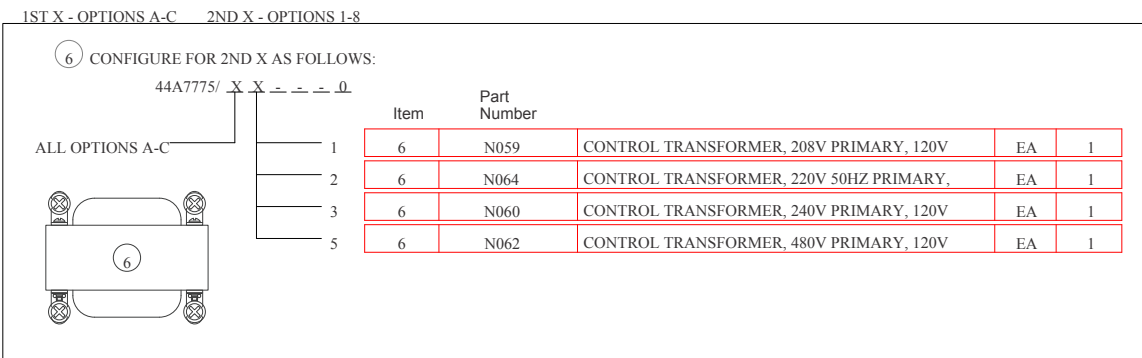 1ST X - OPTIONS A-C 2ND X - OPTIONS 1-8
6 CONFIGURE FOR 2ND X AS FOLLOWS:
44A7775/ X X - - - 0
Item Part Number
ALL OPTIONS A-C
1 6 N059 CONTROL TRANSFORMER, 208V PRIMARY, 120V EA 1
2 6 N064 CONTROL TRANSFORMER, 220V 50HZ PRIMARY, EA 1
3 6 N060 CONTROL TRANSFORMER, 240V PRIMARY, 120V EA 1
5 6 N062 CONTROL TRANSFORMER, 480V PRIMARY, 120V EA 1
6